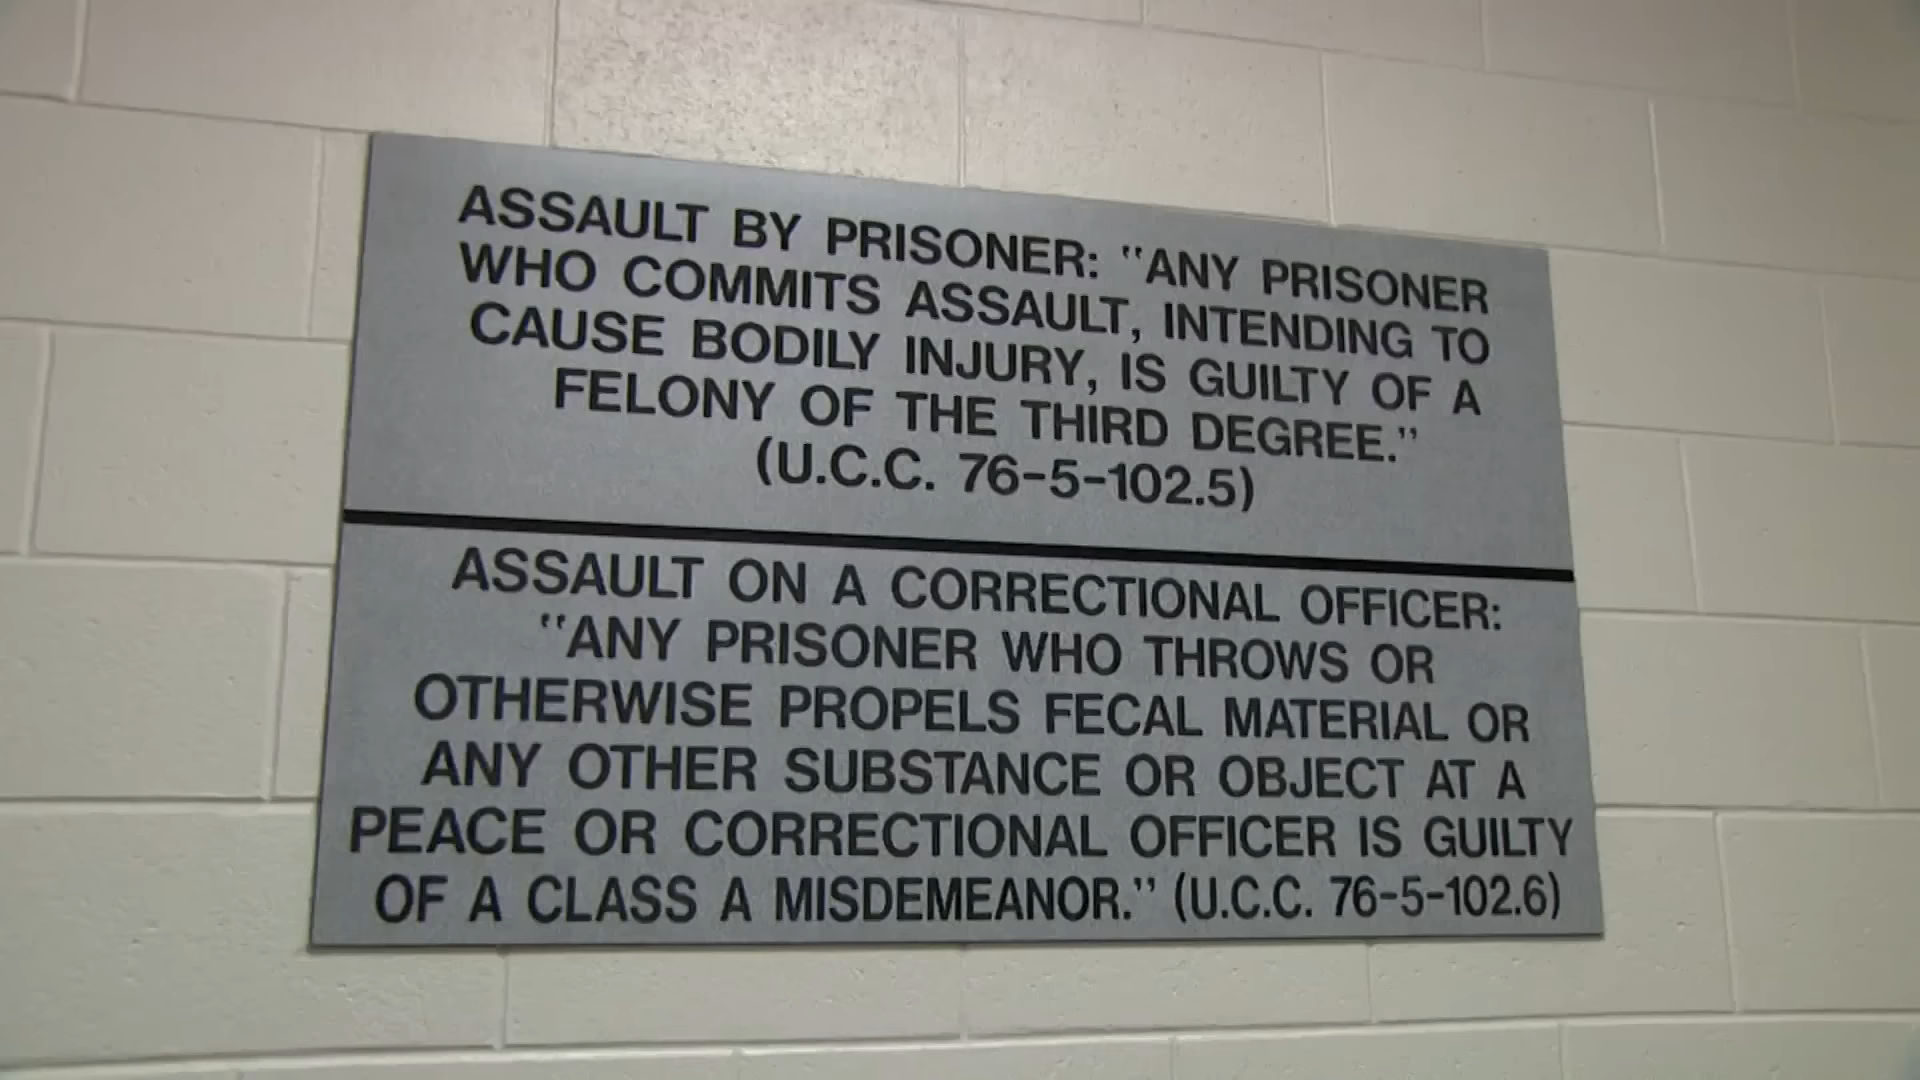 ASSAULT BY PRISONER: "ANY PRISONER
WHO COMMITS ASSAULT, INTENDING TO
CAUSE BODILY INJURY, IS GUILTY OF A
FELONY OF THE THIRD DEGREE."
(U.C.C. 76-5-102.5)
ASSAULT ON A CORRECTIONAL OFFICER:
"ANY PRISONER WHO THROWS OR
OTHERWISE PROPELS FECAL MATERIAL OR
ANY OTHER SUBSTANCE OR OBJECT AT A
PEACE OR CORRECTIONAL OFFICER IS GUILTY
OF A CLASS A MISDEMEANOR." (U.C.C. 76-5-102.6)